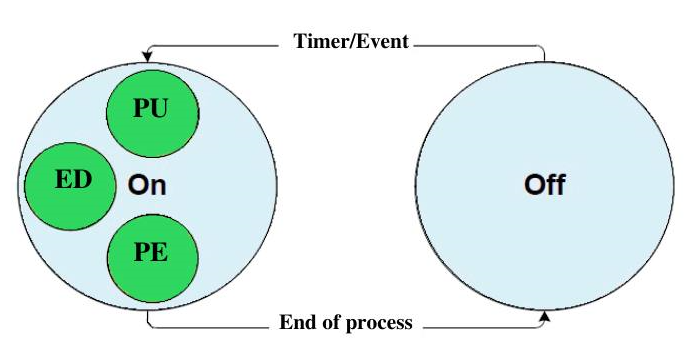 Timer/Event
PU
ED
On
Off
PE
End of process